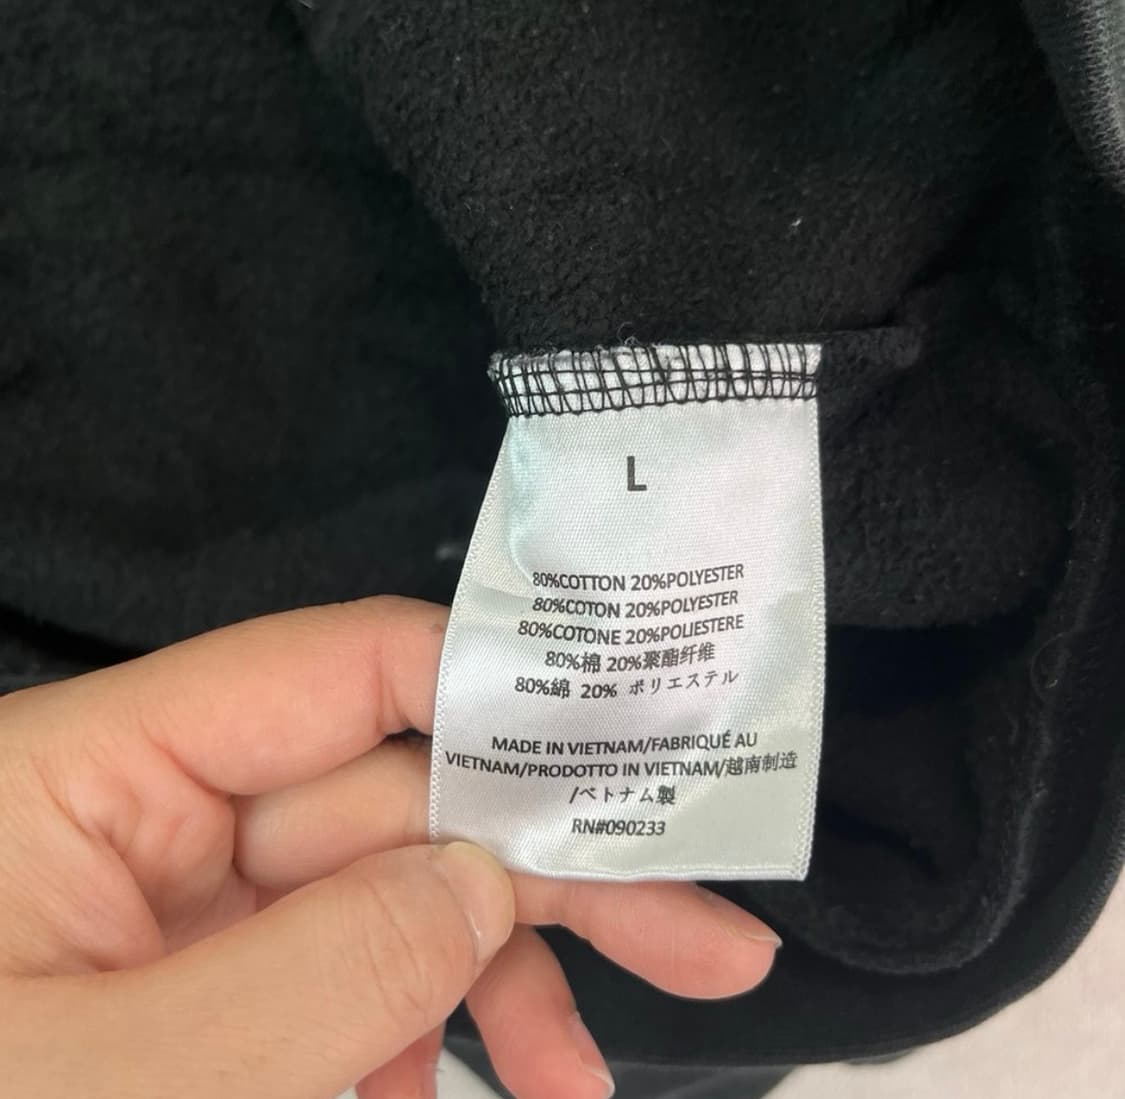 L
80%COTTON 20%POLYESTER
80%COTON 20%POLYESTER
80%COTONE 20%POLIESTERE
80%棉 20%聚酯纤维
80%綿 20% ポリエステル
MADE IN VIETNAM/FABRIQUÉ AU
VIETNAM/PRODOTTO IN VIETNAM/越南制造
/ベトナム製
RN#090233